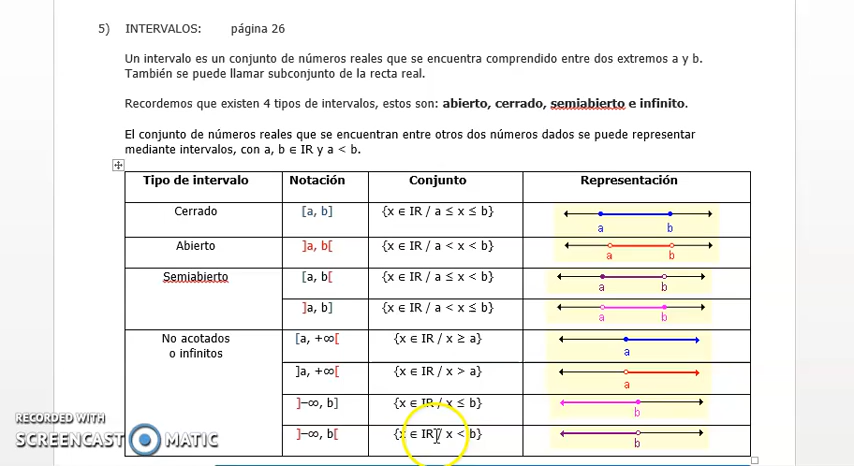 5) INTERVALOS: página 26
Un intervalo es un conjunto de números reales que se encuentra comprendido entre dos extremos a y b.
También se puede llamar subconjunto de la recta real.
Recordemos que existen 4 tipos de intervalos, estos son: abierto, cerrado, semiabierto e infinito.
El conjunto de números reales que se encuentran entre otros dos números dados se puede representar
mediante intervalos, con a, b ∈ IR y a < b.
Tipo de intervalo Notación Conjunto Representación
Cerrado [a, b] {x ∈ IR / a ≤ x ≤ b} a b
Abierto ]a, b[ {x ∈ IR / a < x < b} a b
Semiabierto [a, b[ {x ∈ IR / a ≤ x < b} a b
]a, b] {x ∈ IR / a < x ≤ b} a b
No acotados
o infinitos
[a, +∞[ {x ∈ IR / x ≥ a} a
]a, +∞[ {x ∈ IR / x > a} a
]−∞, b] {x ∈ IR / x ≤ b} b
]−∞, b[ {x ∈ IR / x < b} b
RECORDED WITH
SCREENCAST MATIC